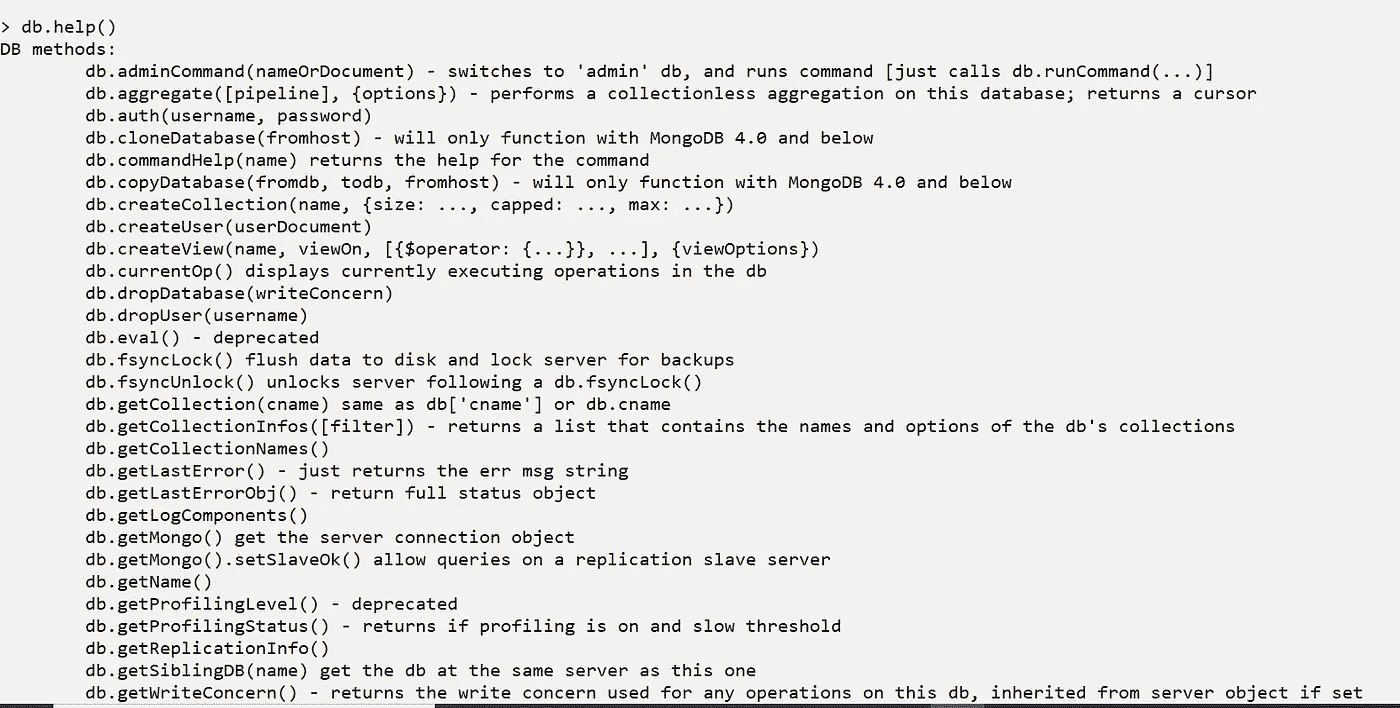 > db.help()
DB methods:
db.adminCommand(nameOrDocument) - switches to 'admin' db, and runs command [just calls db.runCommand(...)]
db.aggregate([pipeline], {options}) - performs a collectionless aggregation on this database; returns a cursor
db.auth(username, password)
db.cloneDatabase(fromhost) - will only function with MongoDB 4.0 and below
db.commandHelp(name) returns the help for the command
db.copyDatabase(fromdb, todb, fromhost) - will only function with MongoDB 4.0 and below
db.createCollection(name, {size: ..., capped: ..., max: ...})
db.createUser(userDocument)
db.createView(name, viewOn, [{$operator: {...}}, ...], {viewOptions})
db.currentOp() displays currently executing operations in the db
db.dropDatabase(writeConcern)
db.dropUser(username)
db.eval() - deprecated
db.fsyncLock() flush data to disk and lock server for backups
db.fsyncUnlock() unlocks server following a db.fsyncLock()
db.getCollection(cname) same as db['cname'] or db.cname
db.getCollectionInfos([filter]) - returns a list that contains the names and options of the db's collections
db.getCollectionNames()
db.getLastError() - just returns the err msg string
db.getLastErrorObj() - return full status object
db.getLogComponents()
db.getMongo() get the server connection object
db.getMongo().setSlaveOk() allow queries on a replication slave server
db.getName()
db.getProfilingLevel() - deprecated
db.getProfilingStatus() - returns if profiling is on and slow threshold
db.getReplicationInfo()
db.getSiblingDB(name) get the db at the same server as this one
db.getWriteConcern() - returns the write concern used for any operations on this db, inherited from server object if set